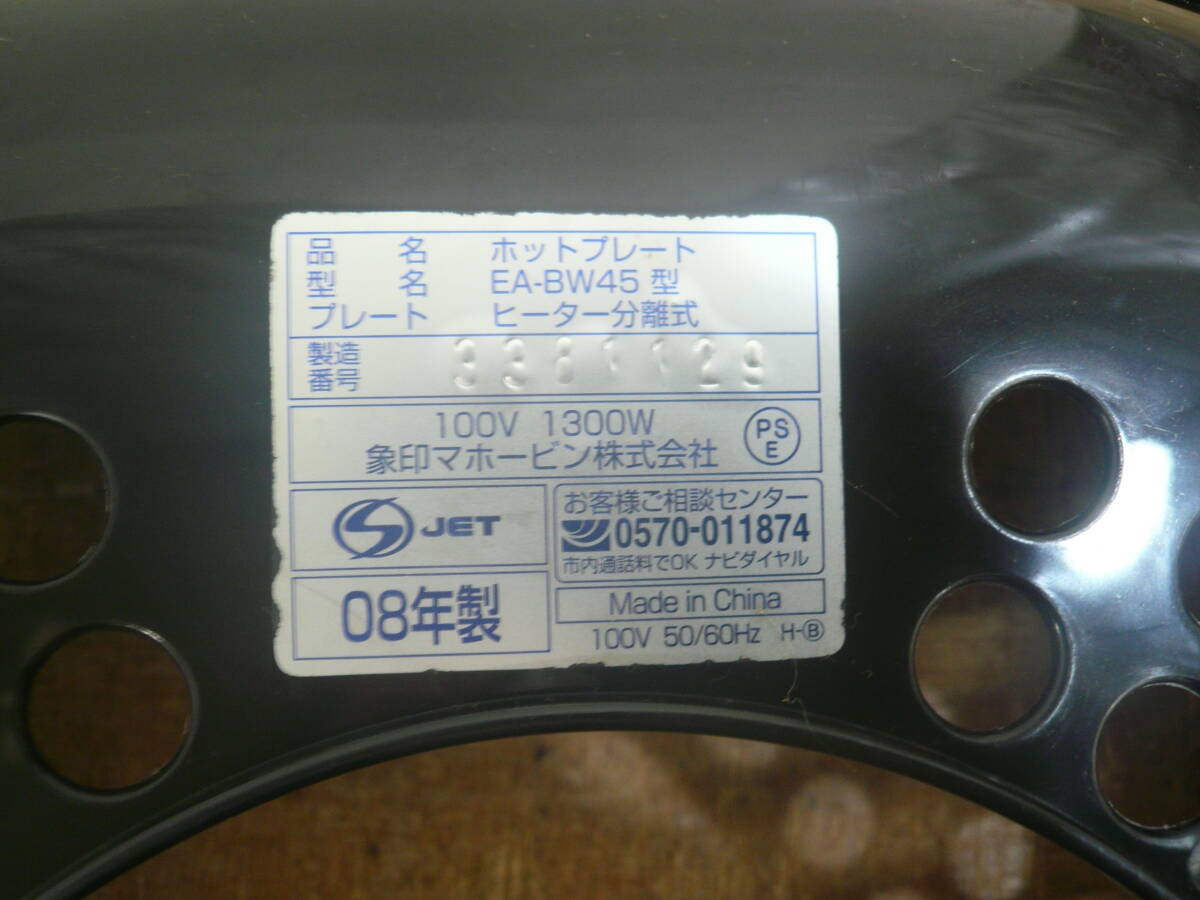 品名 ホットプレート
型名 EA-BW45 型
プレート ヒーター分離式
製造番号
100V 1300W
象印マホービン株式会社
PS
E
S JET
お客様ご相談センター
0570-011874
市内通話料でOK ナビダイヤル
08年製
Made in China
100V 50/60Hz H-Ⓑ